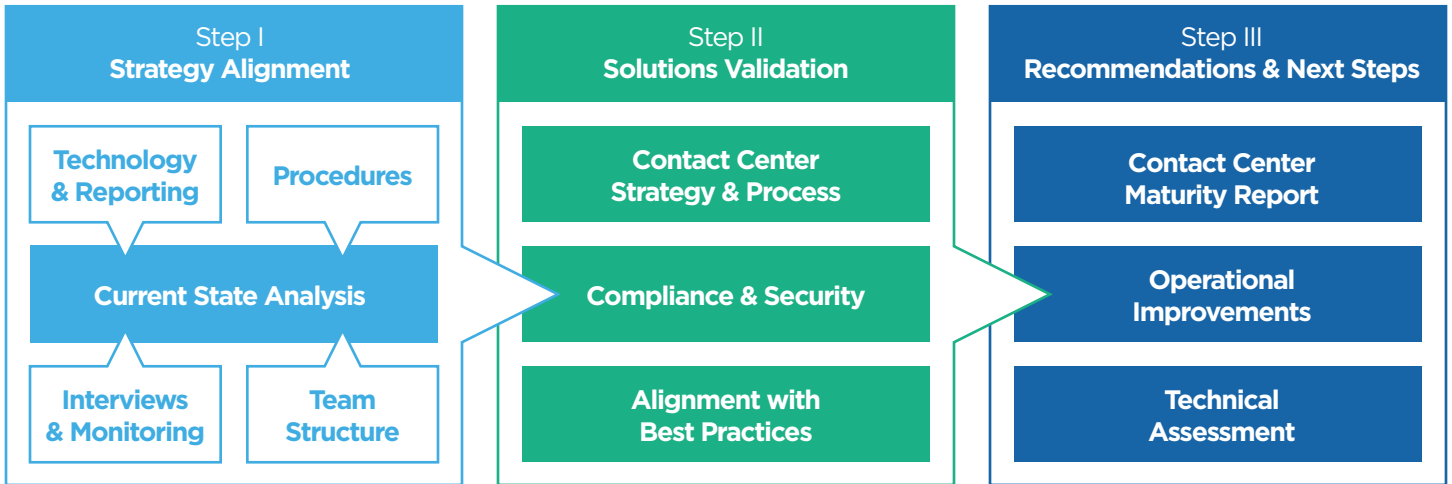 Step I
Strategy Alignment
Technology
& Reporting
Procedures
Current State Analysis
Interviews
& Monitoring
Team
Structure
Step II
Solutions Validation
Contact Center
Strategy & Process
Compliance & Security
Alignment with
Best Practices
Step III
Recommendations & Next Steps
Contact Center
Maturity Report
Operational
Improvements
Technical
Assessment